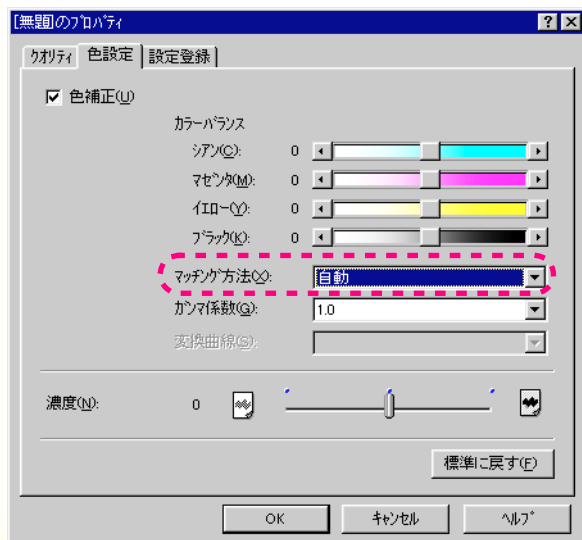 [無題]のプロパティ
クオリティ 色設定 設定登録
色補正(U)
カラーバランス
シアン(C): 0
マゼンタ(M): 0
イエロー(Y): 0
ブラック(K): 0
マッチング方法(X): 自動
ガンマ係数(G): 1.0
変換曲線(S):
濃度(N): 0
標準に戻す(F)
OK キャンセル ヘルプ